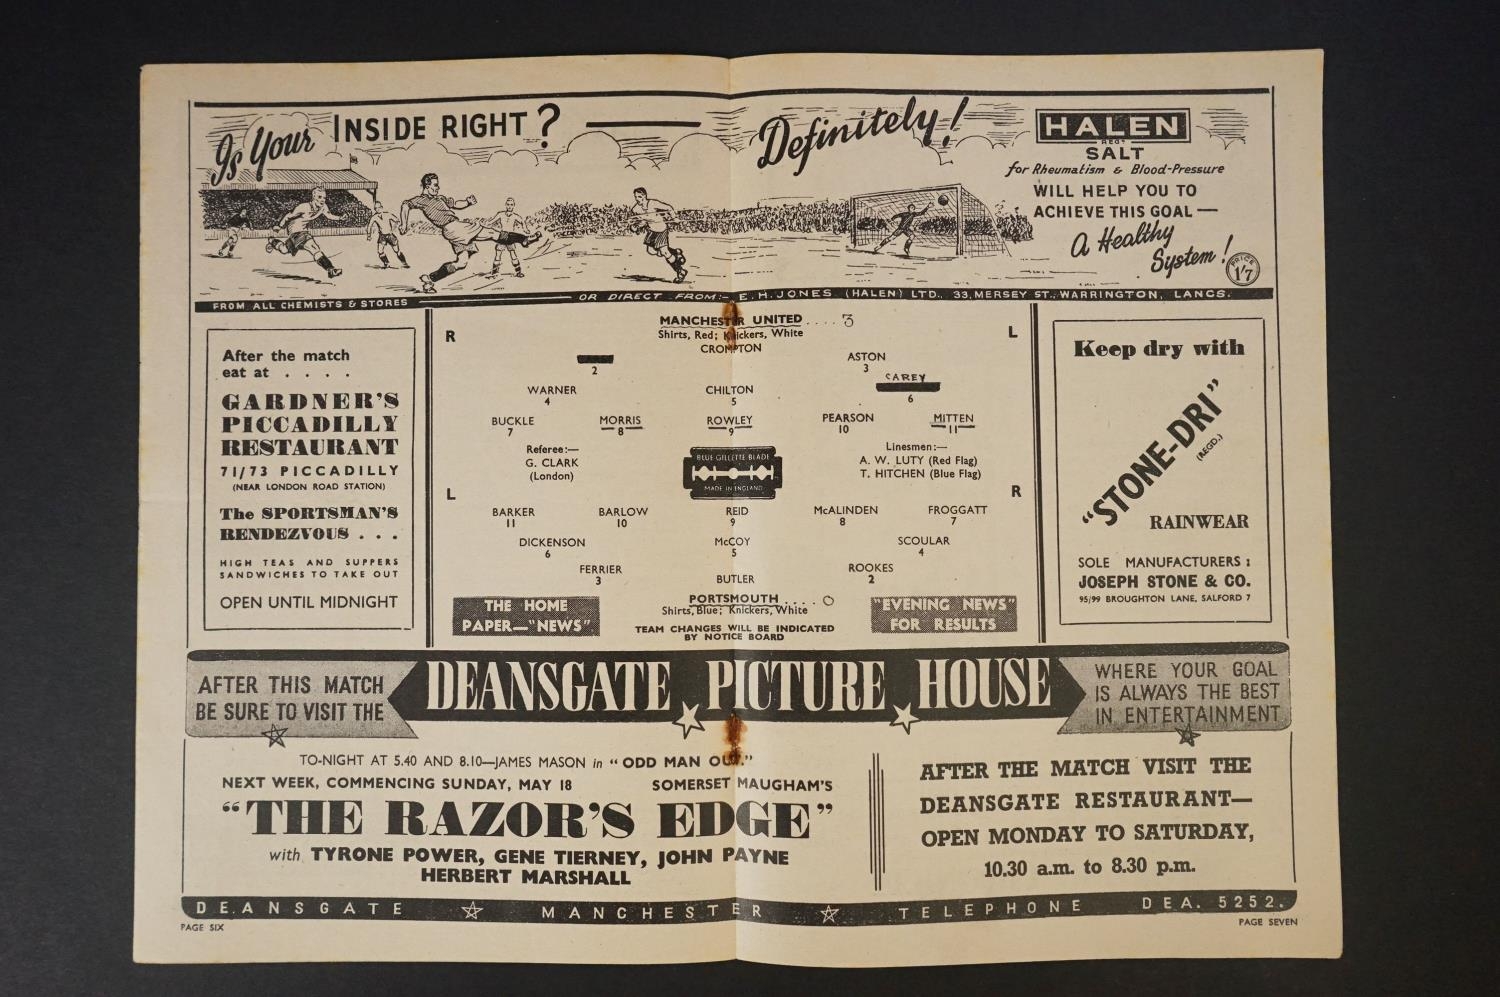 Is Your INSIDE RIGHT? — Definitely!
HALEN
REGD
SALT
for Rheumatism & Blood-Pressure
WILL HELP YOU TO
ACHIEVE THIS GOAL —
A Healthy
System!
PRICE
1/7
FROM ALL CHEMISTS & STORES
OR DIRECT FROM:- E.H. JONES (HALEN) LTD., 33, MERSEY ST., WARRINGTON, LANCS.
After the match
eat at . . . .
GARDNER'S
PICCADILLY
RESTAURANT
71/73 PICCADILLY
(NEAR LONDON ROAD STATION)
The SPORTSMAN'S
RENDEZVOUS . . .
HIGH TEAS AND SUPPERS
SANDWICHES TO TAKE OUT
OPEN UNTIL MIDNIGHT
MANCHESTER UNITED .... 3
Shirts, Red; Knickers, White
R L
CROMPTON
ASTON
2 3
CAREY
WARNER CHILTON
4 5 6
BUCKLE MORRIS ROWLEY PEARSON MITTEN
7 8 9 10 11
Referee:—
G. CLARK
(London)
BLUE GILLETTE BLADE
MADE IN ENGLAND
Linesmen:—
A. W. LUTY (Red Flag)
T. HITCHEN (Blue Flag)
L R
BARKER BARLOW REID McALINDEN FROGGATT
11 10 9 8 7
DICKENSON McCOY SCOULAR
6 5 4
FERRIER ROOKES
3 2
BUTLER
PORTSMOUTH .... 0
Shirts, Blue; Knickers, White
THE HOME
PAPER—"NEWS"
TEAM CHANGES WILL BE INDICATED
BY NOTICE BOARD
"EVENING NEWS"
FOR RESULTS
Keep dry with
"STONE-DRI"
(REGD.)
RAINWEAR
SOLE MANUFACTURERS:
JOSEPH STONE & CO.
95/99 BROUGHTON LANE, SALFORD 7
AFTER THIS MATCH
BE SURE TO VISIT THE
DEANSGATE PICTURE HOUSE
WHERE YOUR GOAL
IS ALWAYS THE BEST
IN ENTERTAINMENT
TO-NIGHT AT 5.40 AND 8.10—JAMES MASON in "ODD MAN OUT."
NEXT WEEK, COMMENCING SUNDAY, MAY 18 SOMERSET MAUGHAM'S
"THE RAZOR'S EDGE"
with TYRONE POWER, GENE TIERNEY, JOHN PAYNE
HERBERT MARSHALL
AFTER THE MATCH VISIT THE
DEANSGATE RESTAURANT—
OPEN MONDAY TO SATURDAY,
10.30 a.m. to 8.30 p.m.
DEANSGATE MANCHESTER TELEPHONE DEA. 5252.
PAGE SIX
PAGE SEVEN